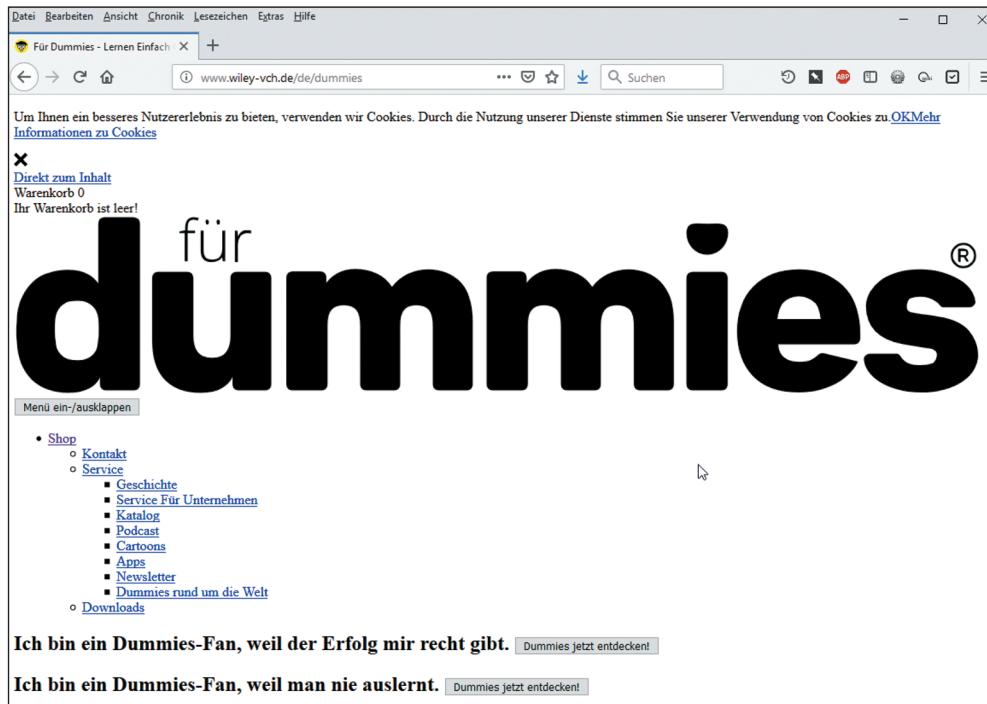 Datei Bearbeiten Ansicht Chronik Lesezeichen Extras Hilfe
Für Dummies - Lernen Einfach
www.wiley-vch.de/de/dummies
Suchen
ABP
Um Ihnen ein besseres Nutzererlebnis zu bieten, verwenden wir Cookies. Durch die Nutzung unserer Dienste stimmen Sie unserer Verwendung von Cookies zu.OKMehr
Informationen zu Cookies
Direkt zum Inhalt
Warenkorb 0
Ihr Warenkorb ist leer!
für
dummies®
Menü ein-/ausklappen
Shop
Kontakt
Service
Geschichte
Service Für Unternehmen
Katalog
Podcast
Cartoons
Apps
Newsletter
Dummies rund um die Welt
Downloads
Ich bin ein Dummies-Fan, weil der Erfolg mir recht gibt. Dummies jetzt entdecken!
Ich bin ein Dummies-Fan, weil man nie auslernt. Dummies jetzt entdecken!